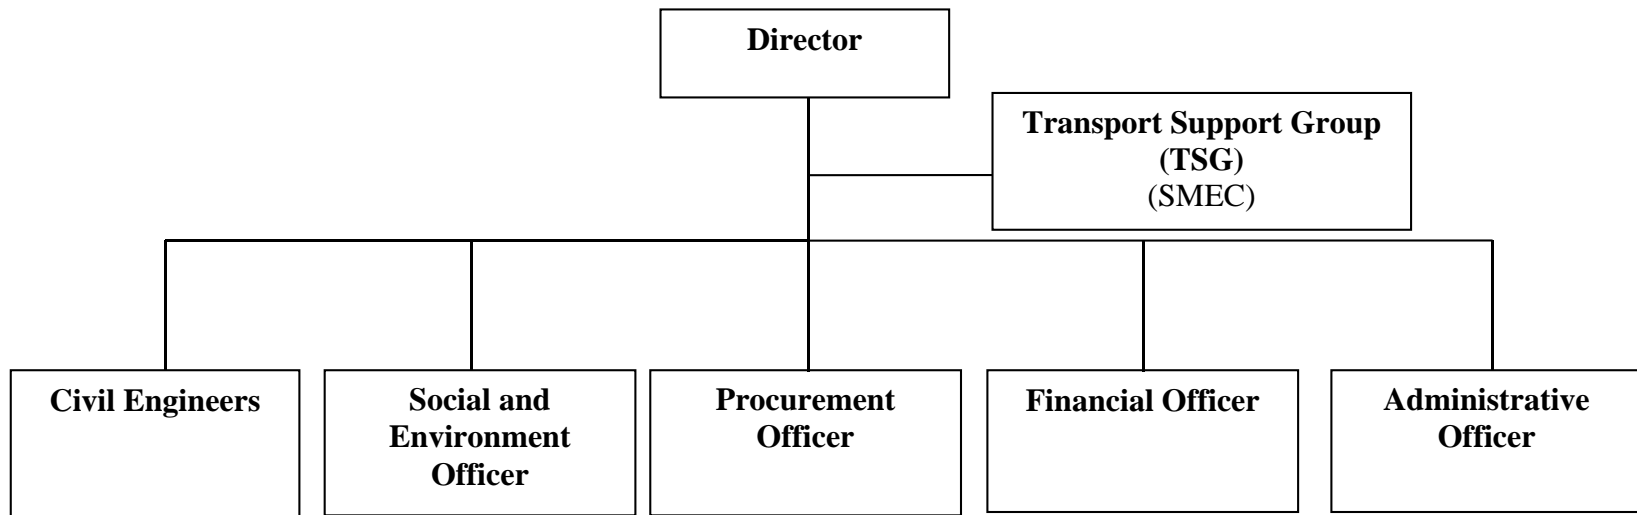 Director
Transport Support Group
(TSG)
(SMEC)
Civil Engineers
Social and
Environment
Officer
Procurement
Officer
Financial Officer
Administrative
Officer